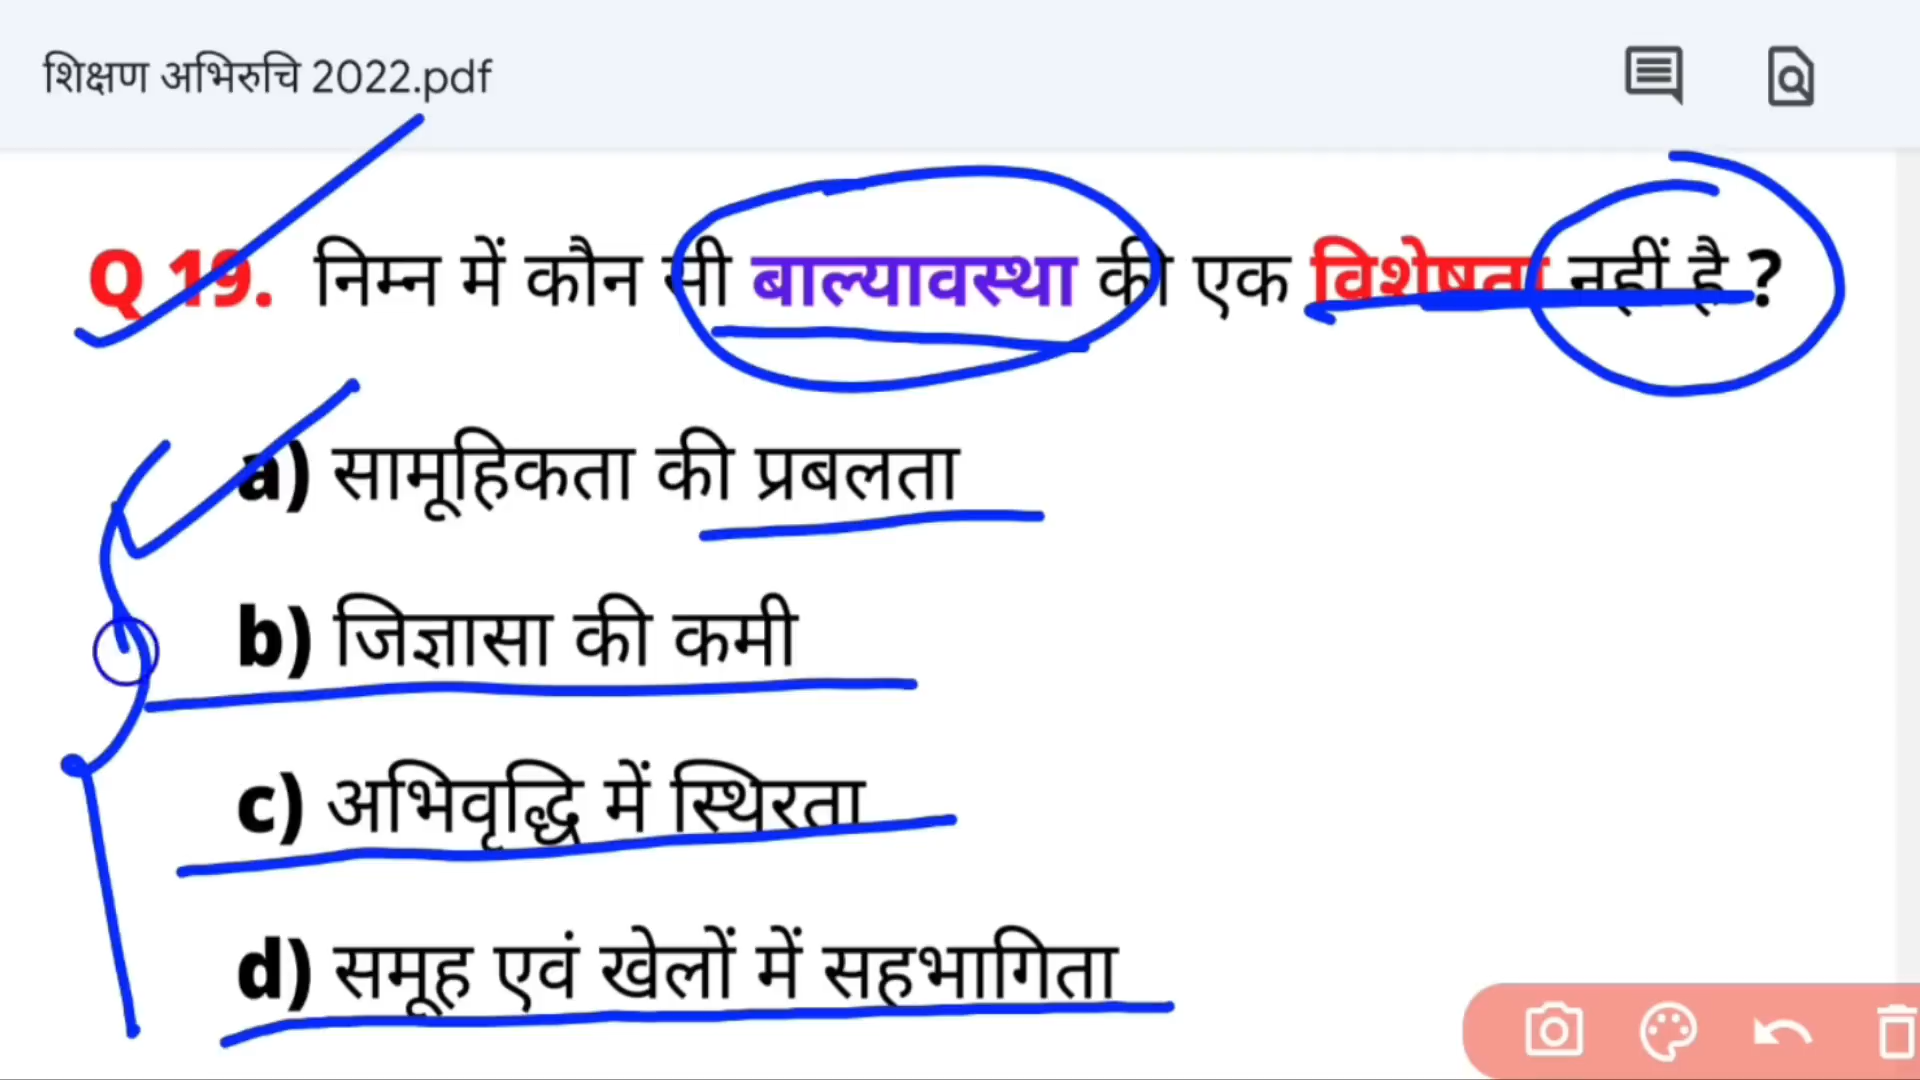 शिक्षण अभिरुचि 2022.pdf
Q 19. निम्न में कौन सी बाल्यावस्था की एक विशेषता नहीं है ?
a) सामूहिकता की प्रबलता
b) जिज्ञासा की कमी
c) अभिवृद्धि में स्थिरता
d) समूह एवं खेलों में सहभागिता